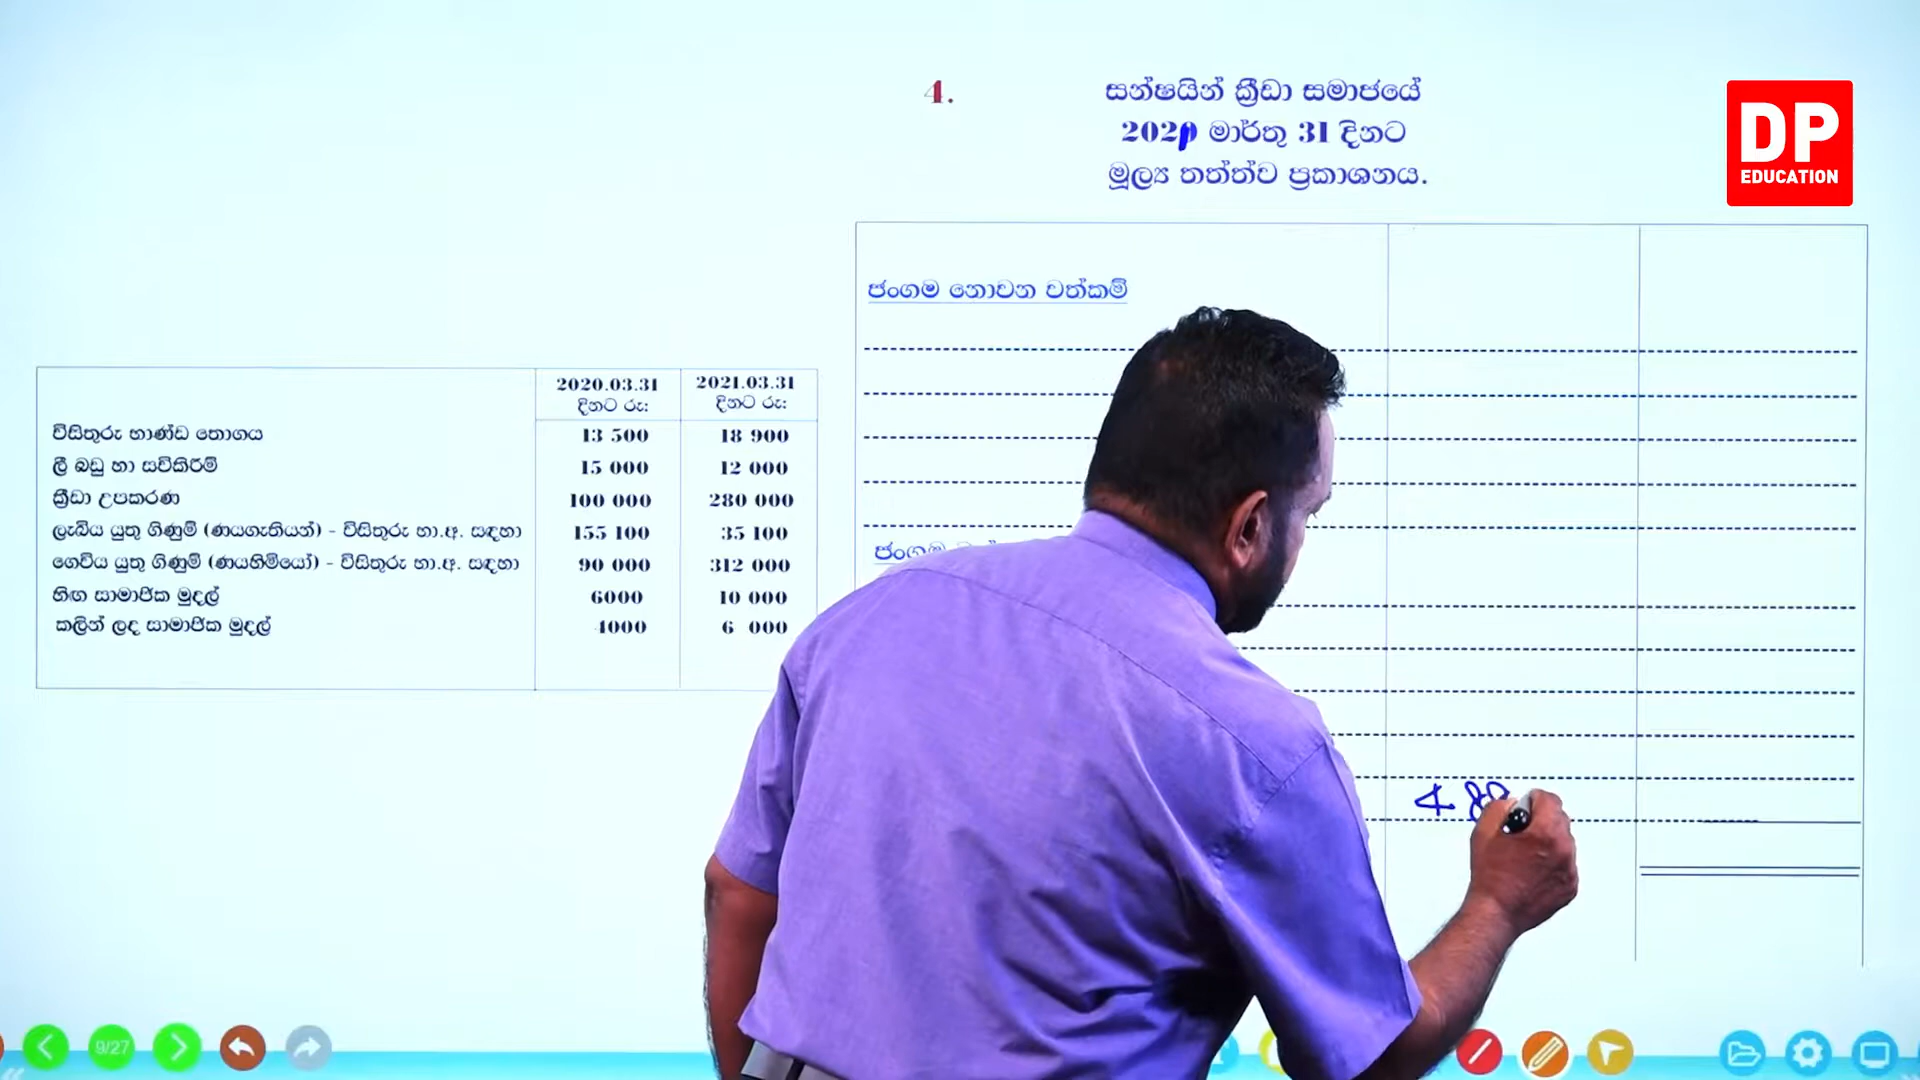 4.
සන්ෂයින් ක්‍රීඩා සමාජයේ
2021 මාර්තු 31 දිනට
මූල්‍ය තත්ත්ව ප්‍රකාශනය.
DP
EDUCATION
ජංගම නොවන වත්කම්
2020.03.31 2021.03.31
දිනට රු: දිනට රු:
විසිතුරු භාණ්ඩ තොගය 13 500 18 900
ලී බඩු හා සවිකිරීම් 15 000 12 000
ක්‍රීඩා උපකරණ 100 000 280 000
ලැබිය යුතු ගිණුම් (ණයගැතියන්) - විසිතුරු භා.අ. සඳහා 155 100 35 100
ගෙවිය යුතු ගිණුම් (ණයහිමියෝ) - විසිතුරු භා.අ. සඳහා 90 000 312 000
හිඟ සාමාජික මුදල් 6000 10 000
කලින් ලද සාමාජික මුදල් 4000 6 000
ජංගම
4 88
9/27